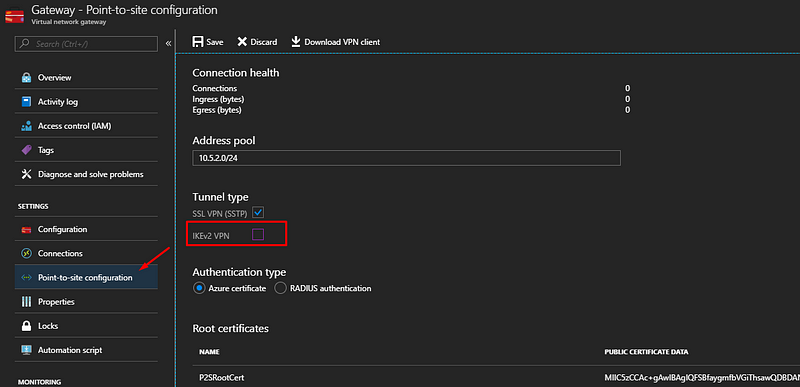 Gateway - Point-to-site configuration
Virtual network gateway
Search (Ctrl+/)
«
Save
Discard
Download VPN client
Overview
Activity log
Access control (IAM)
Tags
Diagnose and solve problems
SETTINGS
Configuration
Connections
Point-to-site configuration
Properties
Locks
Automation script
MONITORING
Connection health
Connections 0
Ingress (bytes) 0
Egress (bytes) 0
Address pool
10.5.2.0/24
Tunnel type
SSL VPN (SSTP)
IKEv2 VPN
Authentication type
Azure certificate RADIUS authentication
Root certificates
NAME PUBLIC CERTIFICATE DATA
P2SRootCert